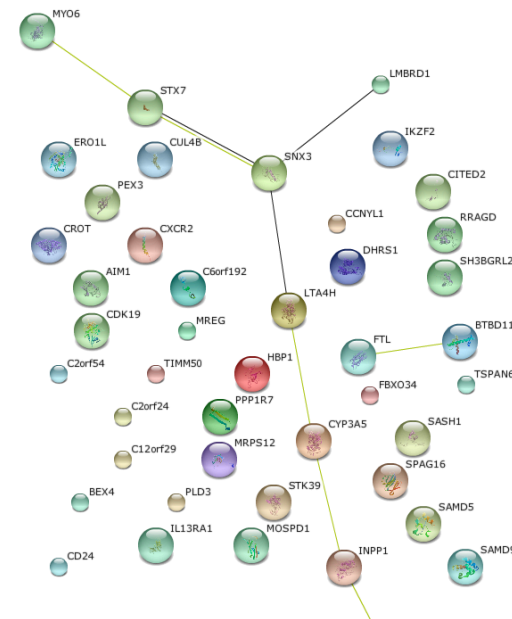 MYO6
LMBRD1
STX7
IKZF2
ERO1L
CUL4B
SNX3
CITED2
PEX3
CCNYL1
RRAGD
CROT
CXCR2
DHRS1
SH3BGRL2
AIM1
C6orf192
LTA4H
CDK19
MREG
BTBD11
FTL
C2orf54
TIMM50
HBP1
TSPAN6
FBXO34
PPP1R7
C2orf24
CYP3A5
SASH1
C12orf29
MRPS12
SPAG16
BEX4
PLD3
STK39
SAMD5
IL13RA1
MOSPD1
CD24
INPP1
SAMD9